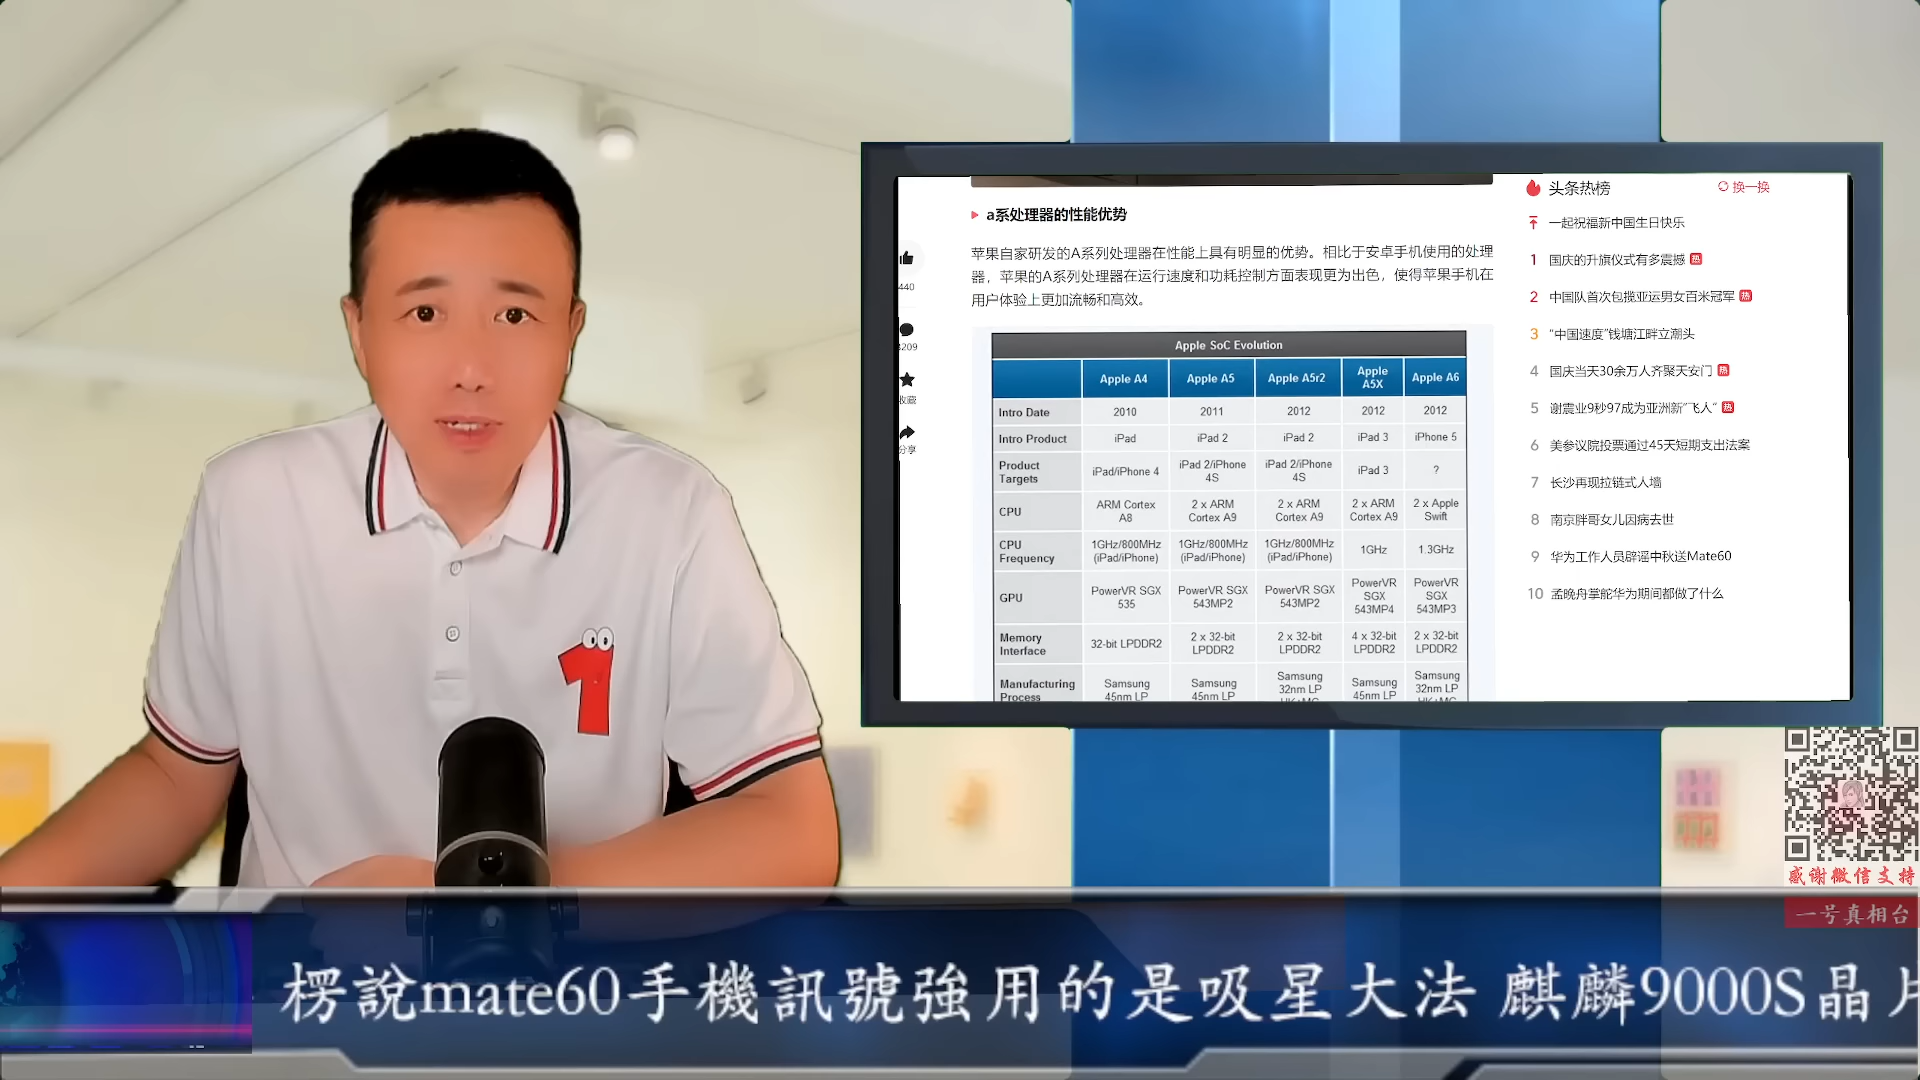 a系处理器的性能优势
苹果自家研发的A系列处理器在性能上具有明显的优势。相比于安卓手机使用的处理
器，苹果的A系列处理器在运行速度和功耗控制方面表现更为出色，使得苹果手机在
用户体验上更加流畅和高效。
440
3209
收藏
分享
Apple SoC Evolution
Apple A4 Apple A5 Apple A5r2 Apple A5X Apple A6
Intro Date 2010 2011 2012 2012 2012
Intro Product iPad iPad 2 iPad 2 iPad 3 iPhone 5
Product Targets iPad/iPhone 4 iPad 2/iPhone 4S iPad 2/iPhone 4S iPad 3 ?
CPU ARM Cortex A8 2 x ARM Cortex A9 2 x ARM Cortex A9 2 x ARM Cortex A9 2 x Apple Swift
CPU Frequency 1GHz/800MHz (iPad/iPhone) 1GHz/800MHz (iPad/iPhone) 1GHz/800MHz (iPad/iPhone) 1GHz 1.3GHz
GPU PowerVR SGX 535 PowerVR SGX 543MP2 PowerVR SGX 543MP2 PowerVR SGX 543MP4 PowerVR SGX 543MP3
Memory Interface 32-bit LPDDR2 2 x 32-bit LPDDR2 2 x 32-bit LPDDR2 4 x 32-bit LPDDR2 2 x 32-bit LPDDR2
Manufacturing Process Samsung 45nm LP Samsung 45nm LP Samsung 32nm LP Samsung 45nm LP Samsung 32nm LP
头条热榜 换一换
一起祝福新中国生日快乐
1 国庆的升旗仪式有多震撼 热
2 中国队首次包揽亚运男女百米冠军 热
3 “中国速度”钱塘江畔立潮头
4 国庆当天30余万人齐聚天安门 热
5 谢震业9秒97成为亚洲新“飞人” 热
6 美参议院投票通过45天短期支出法案
7 长沙再现拉链式人墙
8 南京胖哥女儿因病去世
9 华为工作人员辟谣中秋送Mate60
10 孟晚舟掌舵华为期间都做了什么
1
感谢微信支持
一号真相台
楞說mate60手機訊號強用的是吸星大法 麒麟9000S晶片